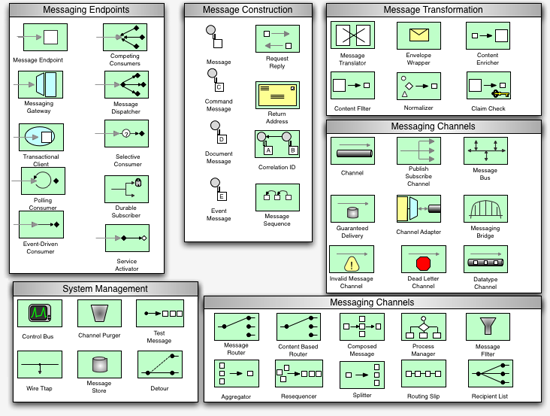 Messaging Endpoints
Message Endpoint
Competing
Consumers
Messaging
Gateway
Message
Dispatcher
Transactional
Client
Selective
Consumer
Polling
Consumer
Durable
Subscriber
Event-Driven
Consumer
Service
Activator
Message Construction
Message
Request
Reply
C
Command
Message
Return
Address
D
Document
Message
A
B
Correlation ID
E
Event
Message
Message
Sequence
Message Transformation
Message
Translator
Envelope
Wrapper
Content
Enricher
Content Filter
Normalizer
Claim Check
Messaging Channels
Channel
Publish
Subscribe
Channel
Message
Bus
Guaranteed
Delivery
Channel Adapter
Messaging
Bridge
Invalid Message
Channel
Dead Letter
Channel
Datatype
Channel
System Management
Control Bus
Channel Purger
Test
Message
Wire Ttap
Message
Store
Detour
Messaging Channels
Message
Router
Content Based
Router
Composed
Message
Process
Manager
Message
Filter
Aggregator
Resequencer
Splitter
Routing Slip
Recipient List